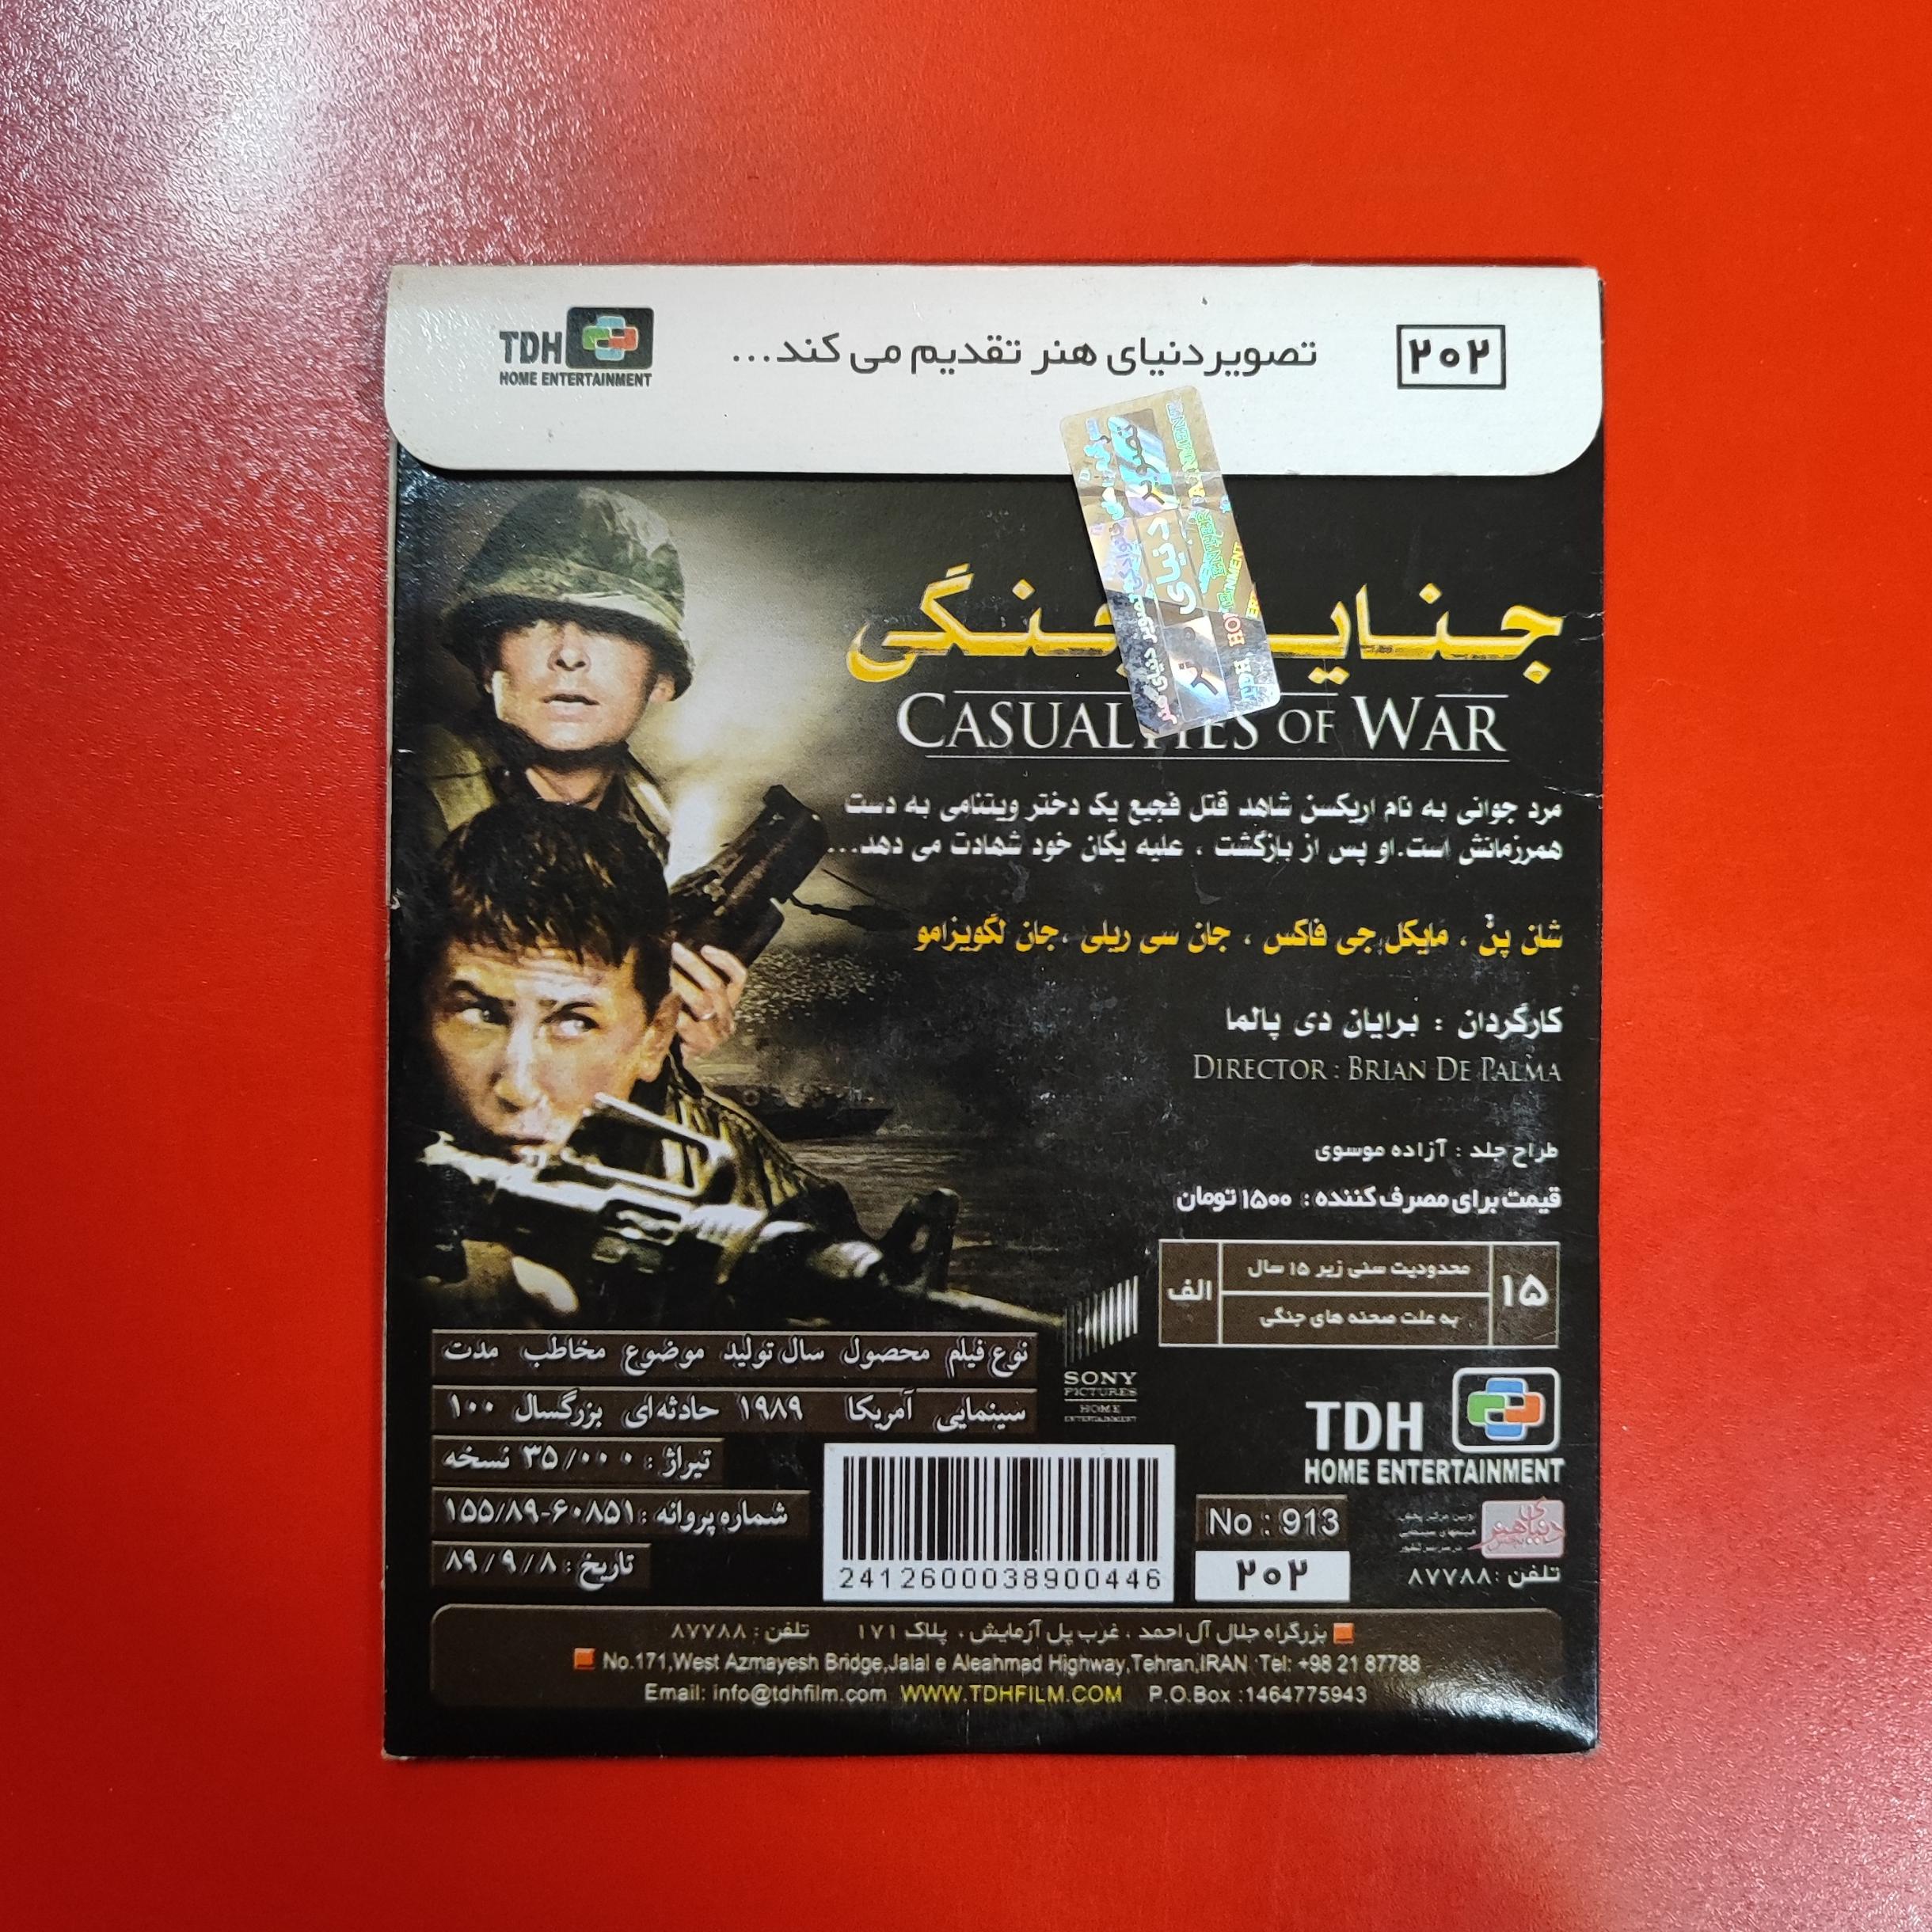 TDH
HOME ENTERTAINMENT
تصویر دنیای هنر تقدیم می کند...
۲۰۲
جنگی
CASUALTIES OF WAR
مرد جوانی به نام اریکسن شاهد قتل فجیع یک دختر ویتنامی به دست
همرزمانش است.او پس از بازگشت ، علیه یگان خود شهادت می دهد...
شان پن ، مایکل جی فاکس ، جان سی ریلی ،جان لگویزامو
کارگردان : برایان دی پالما
DIRECTOR : BRIAN DE PALMA
طراح جلد : آزاده موسوی
قیمت برای مصرف کننده : ۱۵۰۰ تومان
۱۵
محدودیت سنی زیر ۱۵ سال
به علت صحنه های جنگی
الف
نوع فیلم محصول سال تولید موضوع مخاطب مدت
سینمایی آمریکا ۱۹۸۹ حادثه ای بزرگسال ۱۰۰
تیراژ : ۳۵/۰۰۰ نسخه
شماره پروانه : ۱۵۵/۸۹-۶۰۸۵۱
تاریخ : ۸۹/۹/۸
SONY
PICTURES
HOME
ENTERTAINMENT
2412600038900446
TDH
HOME ENTERTAINMENT
No : 913
۲۰۲
دنیای هنر
تلفن : ۸۷۷۸۸
بزرگراه جلال آل احمد ، غرب پل آزمایش ، پلاک ۱۷۱ تلفن : ۸۷۷۸۸
No.171,West Azmayesh Bridge,Jalal e Aleahmad Highway,Tehran,IRAN Tel: +98 21 87788
Email: info@tdhfilm.com WWW.TDHFILM.COM P.O.Box :1464775943